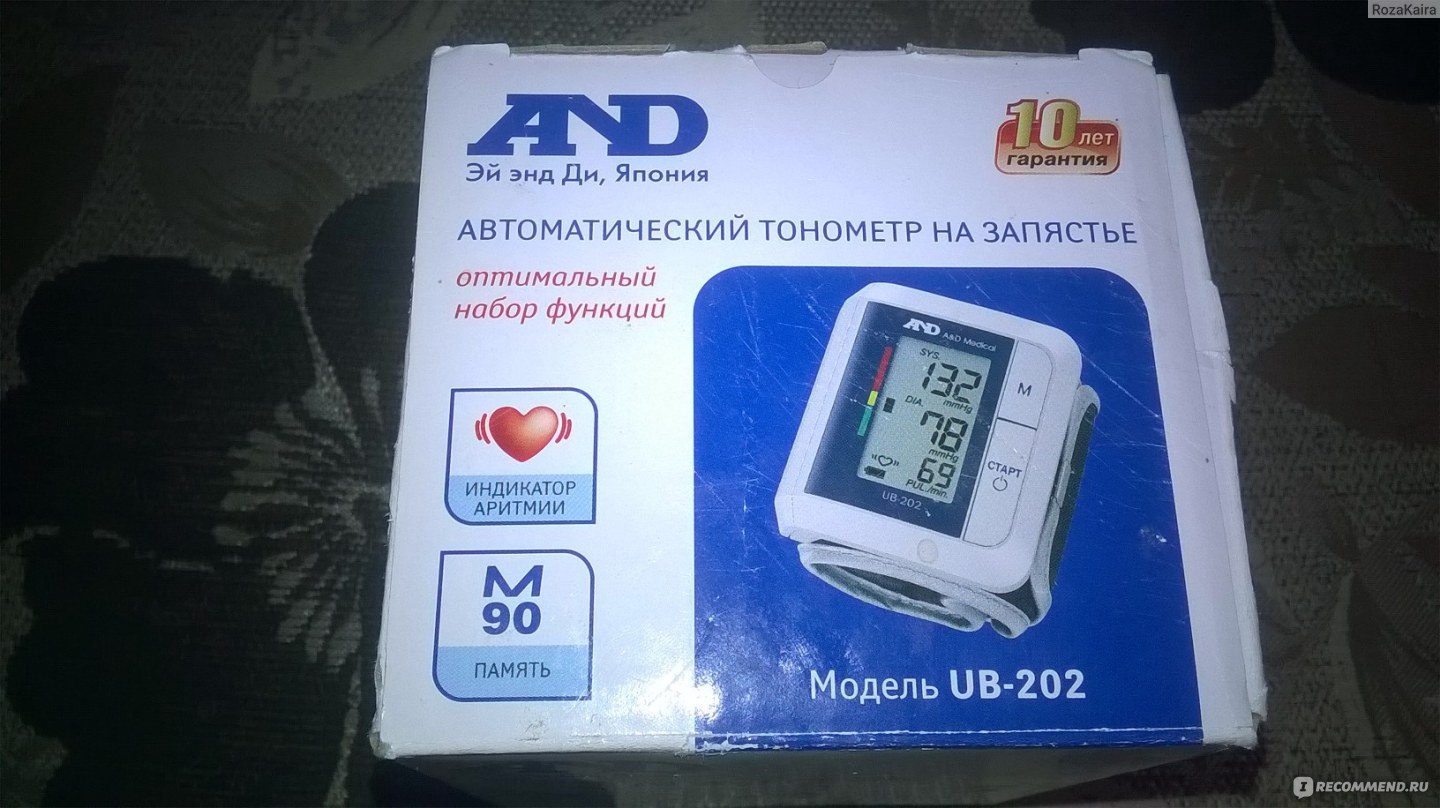 RozaKaira
AND
Эй энд Ди, Япония
10 лет
гарантия
АВТОМАТИЧЕСКИЙ ТОНОМЕТР НА ЗАПЯСТЬЕ
оптимальный
набор функций
AND A&D Medical
SYS.
132
mmHg
DIA.
78
mmHg
69
PUL./min.
UB-202
M
СТАРТ
ИНДИКАТОР
АРИТМИИ
M
90
ПАМЯТЬ
Модель UB-202
I RECOMMEND.RU